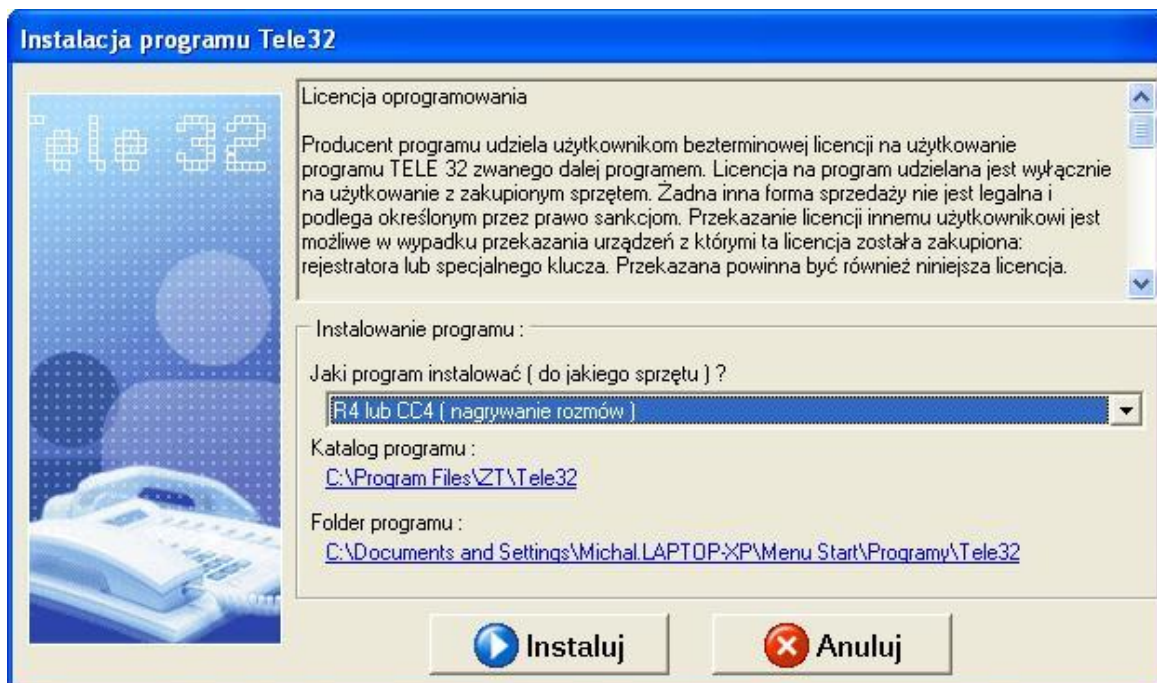 Instalacja programu Tele32
Tele 32
Licencja oprogramowania
Producent programu udziela użytkownikom bezterminowej licencji na użytkowanie
programu TELE 32 zwanego dalej programem. Licencja na program udzielana jest wyłącznie
na użytkowanie z zakupionym sprzętem. Żadna inna forma sprzedaży nie jest legalna i
podlega określonym przez prawo sankcjom. Przekazanie licencji innemu użytkownikowi jest
możliwe w wypadku przekazania urządzeń z którymi ta licencja została zakupiona:
rejestratora lub specjalnego klucza. Przekazana powinna być również niniejsza licencja.
Instalowanie programu :
Jaki program instalować ( do jakiego sprzętu ) ?
R4 lub CC4 ( nagrywanie rozmów )
Katalog programu :
C:\Program Files\ZT\Tele32
Folder programu :
C:\Documents and Settings\Michal.LAPTOP-XP\Menu Start\Programy\Tele32
Instaluj
Anuluj